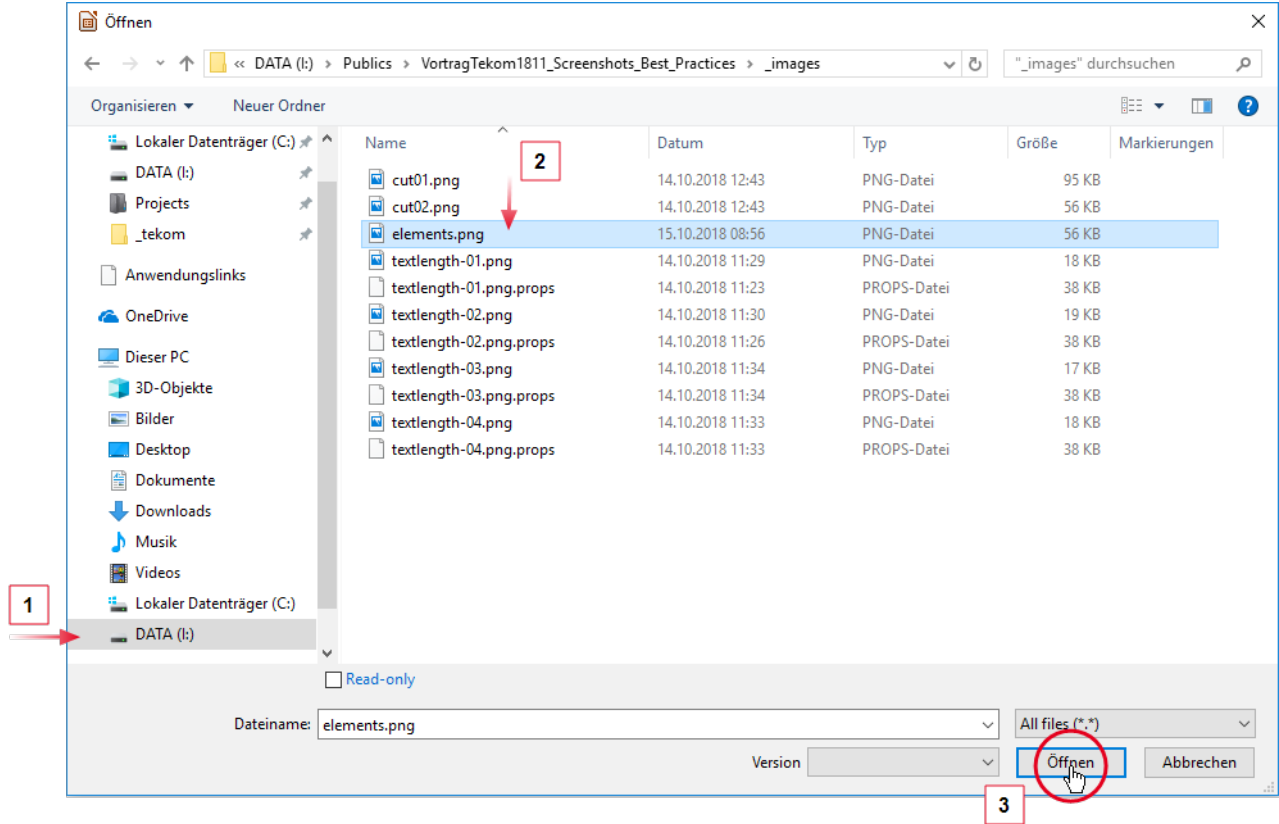 Öffnen
« DATA (I:) › Publics › VortragTekom1811_Screenshots_Best_Practices › _images
"_images" durchsuchen
Organisieren Neuer Ordner
Lokaler Datenträger (C:)
DATA (I:)
Projects
_tekom
Anwendungslinks
OneDrive
Dieser PC
3D-Objekte
Bilder
Desktop
Dokumente
Downloads
Musik
Videos
Lokaler Datenträger (C:)
DATA (I:)
1
Name Datum Typ Größe Markierungen
2
cut01.png 14.10.2018 12:43 PNG-Datei 95 KB
cut02.png 14.10.2018 12:43 PNG-Datei 56 KB
elements.png 15.10.2018 08:56 PNG-Datei 56 KB
textlength-01.png 14.10.2018 11:29 PNG-Datei 18 KB
textlength-01.png.props 14.10.2018 11:23 PROPS-Datei 38 KB
textlength-02.png 14.10.2018 11:30 PNG-Datei 19 KB
textlength-02.png.props 14.10.2018 11:26 PROPS-Datei 38 KB
textlength-03.png 14.10.2018 11:34 PNG-Datei 17 KB
textlength-03.png.props 14.10.2018 11:34 PROPS-Datei 38 KB
textlength-04.png 14.10.2018 11:33 PNG-Datei 18 KB
textlength-04.png.props 14.10.2018 11:33 PROPS-Datei 38 KB
Read-only
Dateiname: elements.png All files (*.*)
Version Öffnen Abbrechen
3